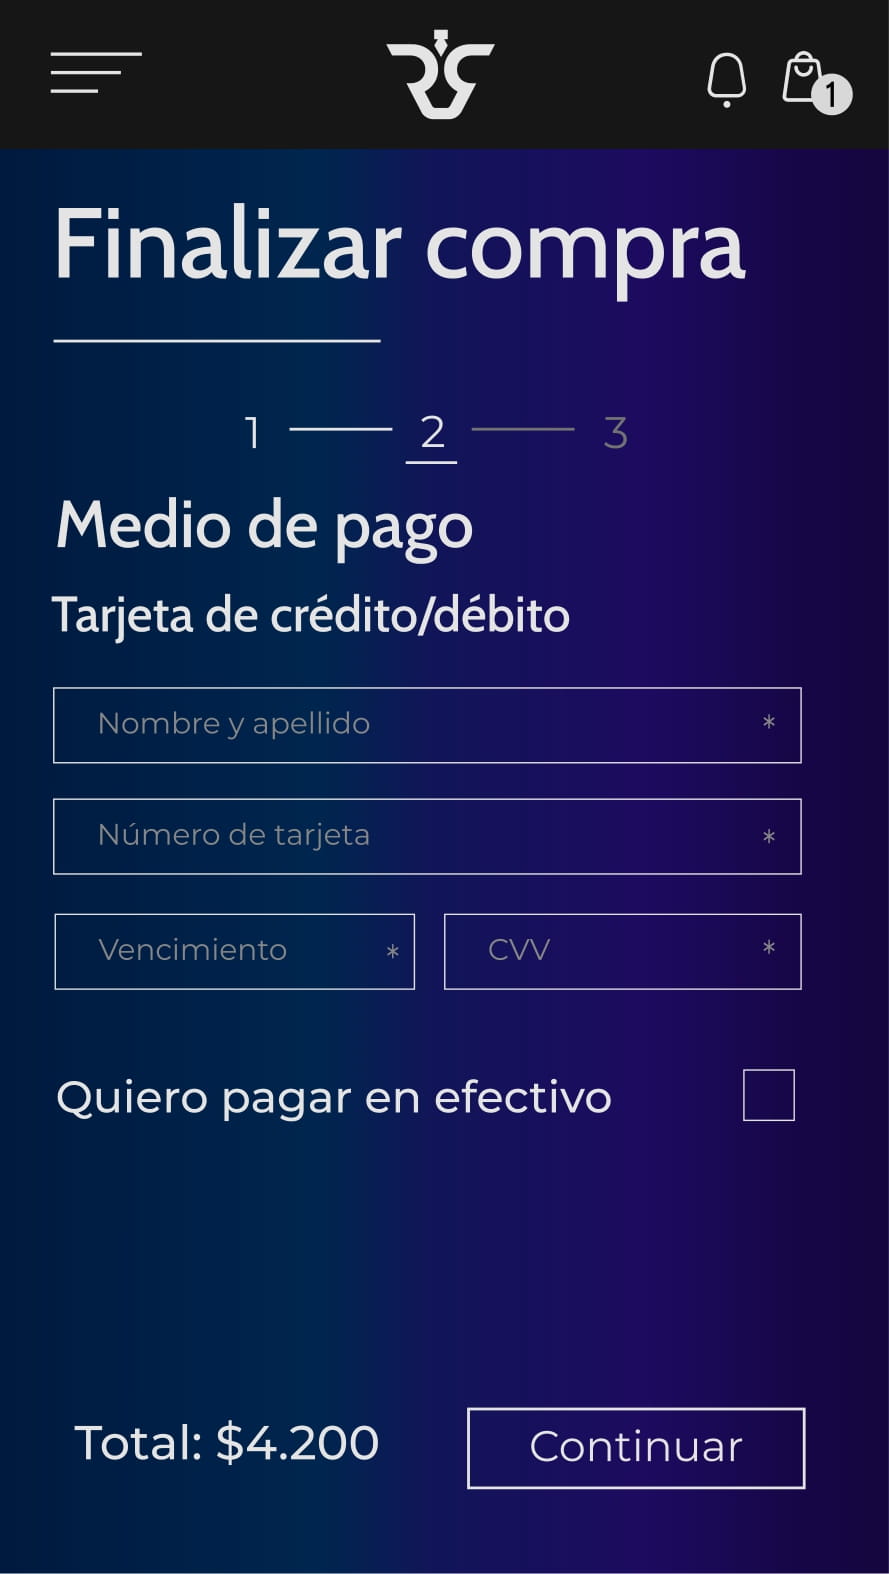 1
Finalizar compra
1 2 3
Medio de pago
Tarjeta de crédito/débito
Nombre y apellido *
Número de tarjeta *
Vencimiento * CVV *
Quiero pagar en efectivo
Total: $4.200 Continuar